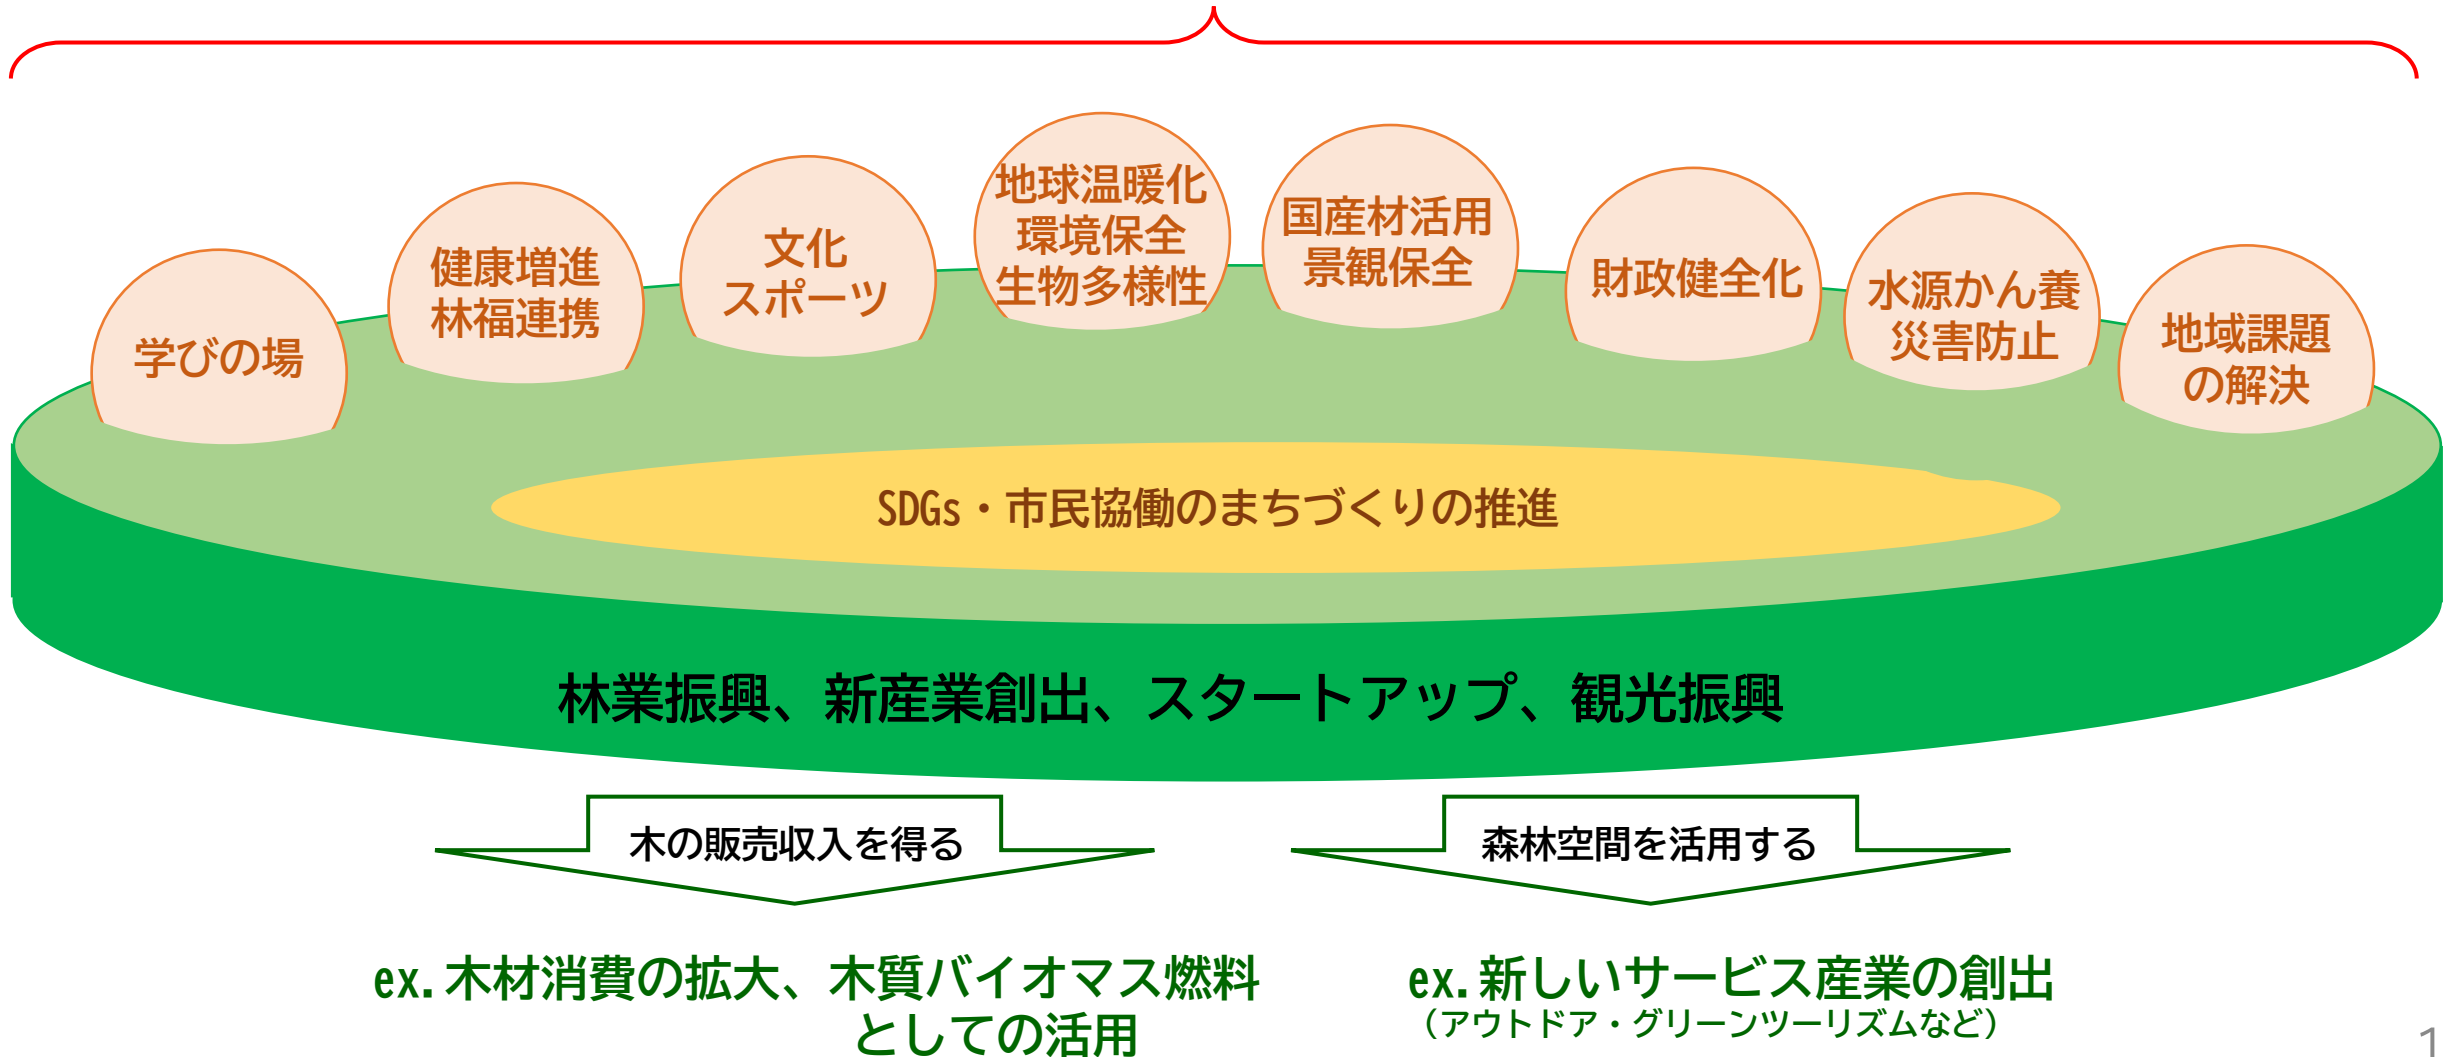 学びの場
健康増進
林福連携
文化
スポーツ
地球温暖化
環境保全
生物多様性
国産材活用
景観保全
財政健全化
水源かん養
災害防止
地域課題
の解決
SDGs・市民協働のまちづくりの推進
林業振興、新産業創出、スタートアップ、観光振興
木の販売収入を得る
森林空間を活用する
ex.木材消費の拡大、木質バイオマス燃料
としての活用
ex.新しいサービス産業の創出
（アウトドア・グリーンツーリズムなど）
1